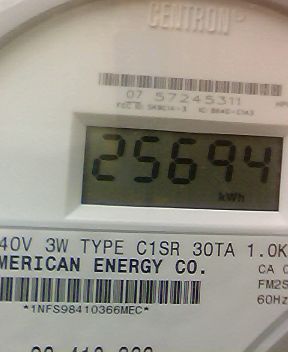 CENTRON
07 57245311
25694
kWh
40V 3W TYPE C1SR 30TA 1.0K
MERICAN ENERGY CO.
CA
FM2S
60Hz
*1NFS98410366MEC*